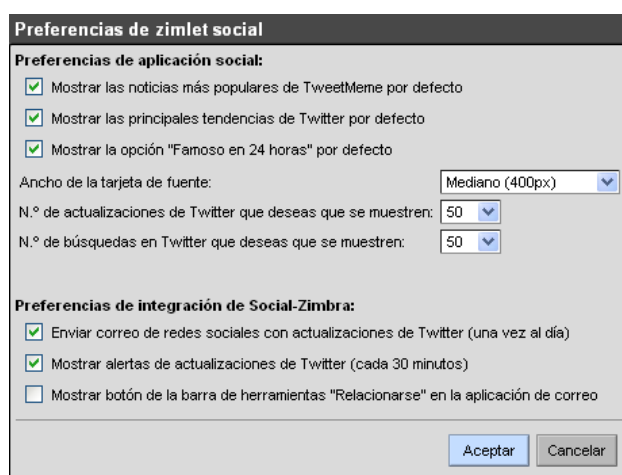 Preferencias de zimlet social
Preferencias de aplicación social:
Mostrar las noticias más populares de TweetMeme por defecto
Mostrar las principales tendencias de Twitter por defecto
Mostrar la opción "Famoso en 24 horas" por defecto
Ancho de la tarjeta de fuente: Mediano (400px)
N.º de actualizaciones de Twitter que deseas que se muestren: 50
N.º de búsquedas en Twitter que deseas que se muestren: 50
Preferencias de integración de Social-Zimbra:
Enviar correo de redes sociales con actualizaciones de Twitter (una vez al día)
Mostrar alertas de actualizaciones de Twitter (cada 30 minutos)
Mostrar botón de la barra de herramientas "Relacionarse" en la aplicación de correo
Aceptar Cancelar